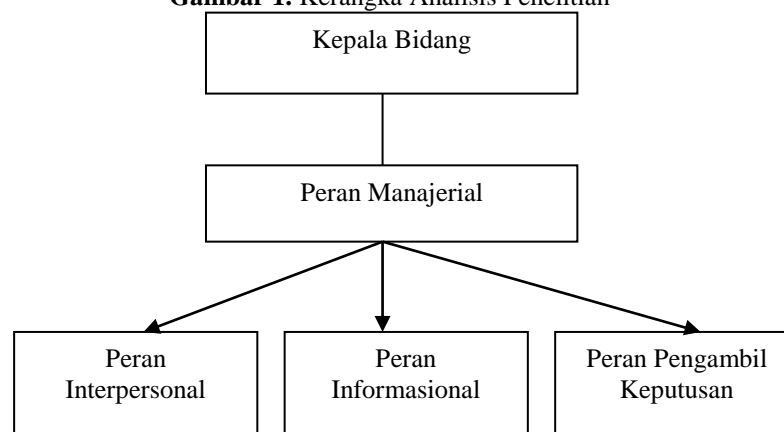 Gambar 1. Kerangka Analisis Penelitian
Kepala Bidang
Peran Manajerial
Peran
Interpersonal
Peran
Informasional
Peran Pengambil
Keputusan